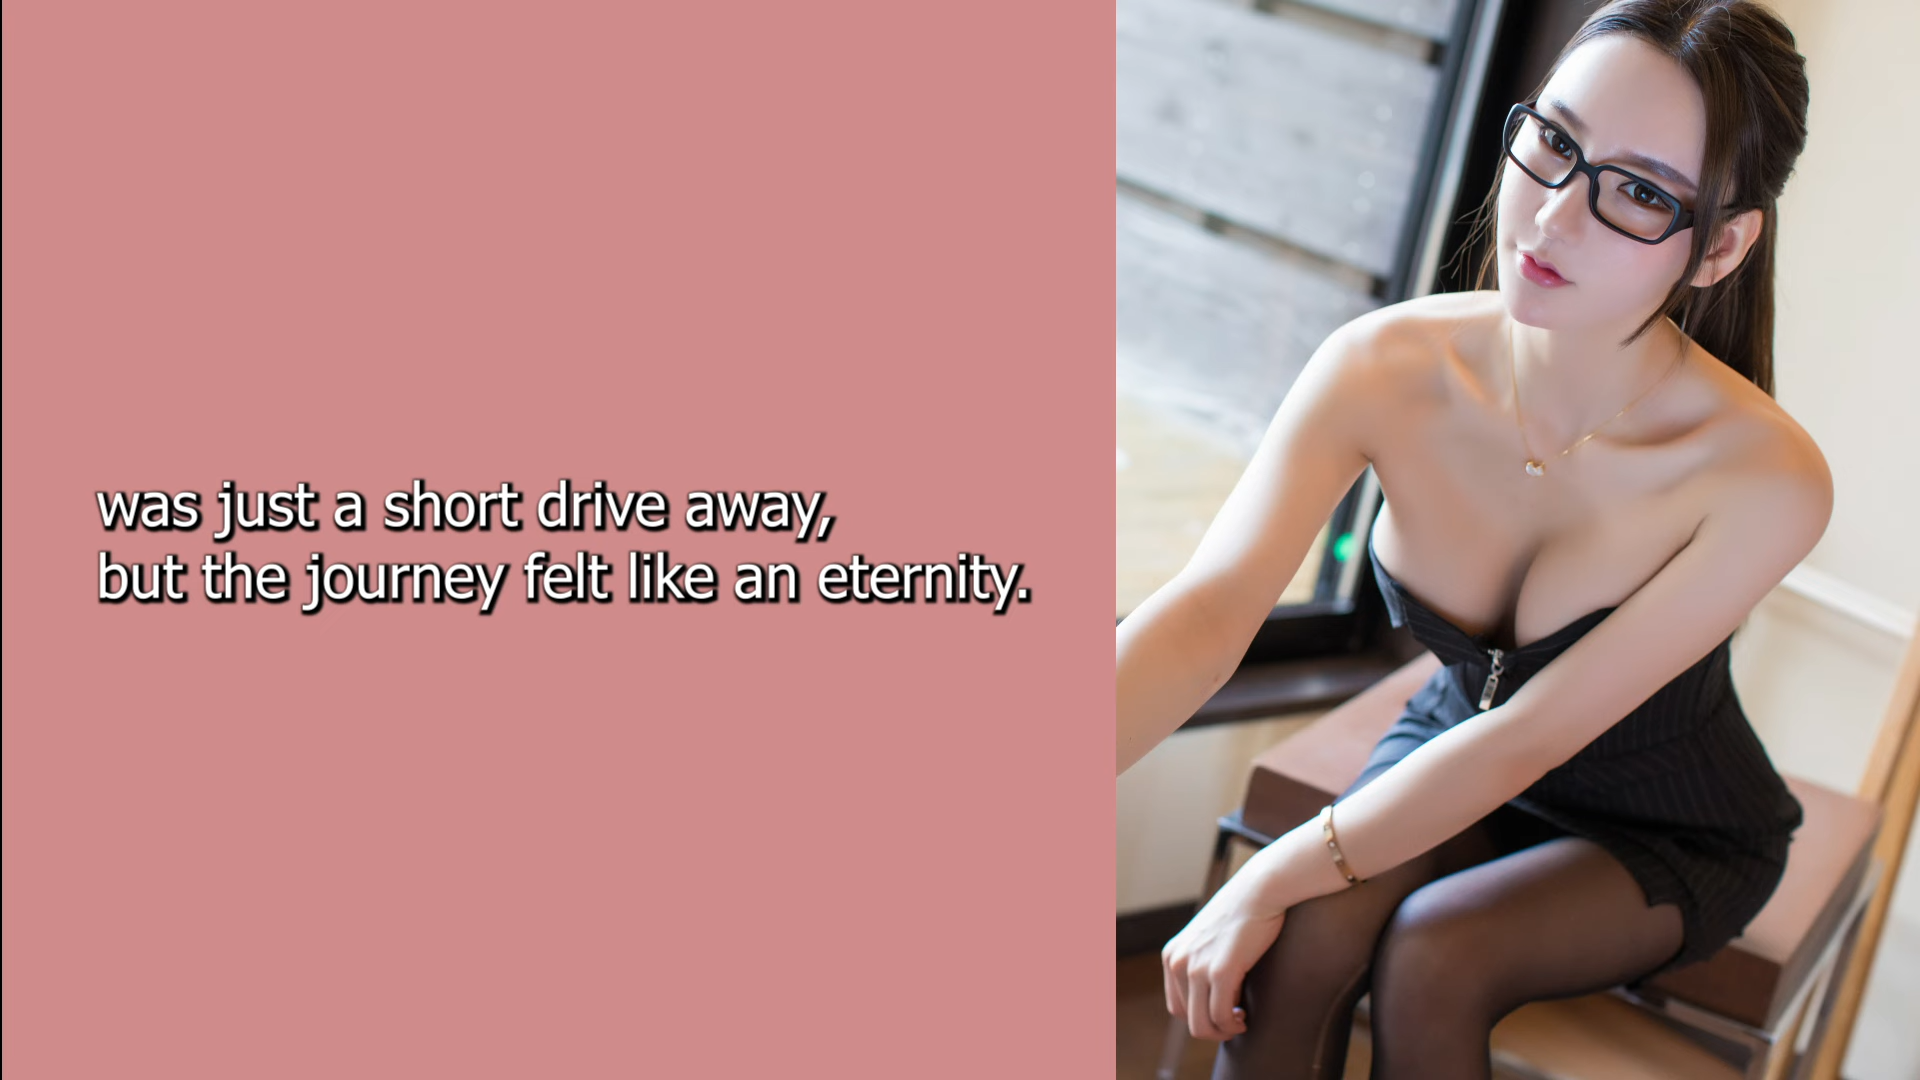 was just a short drive away,
but the journey felt like an eternity.